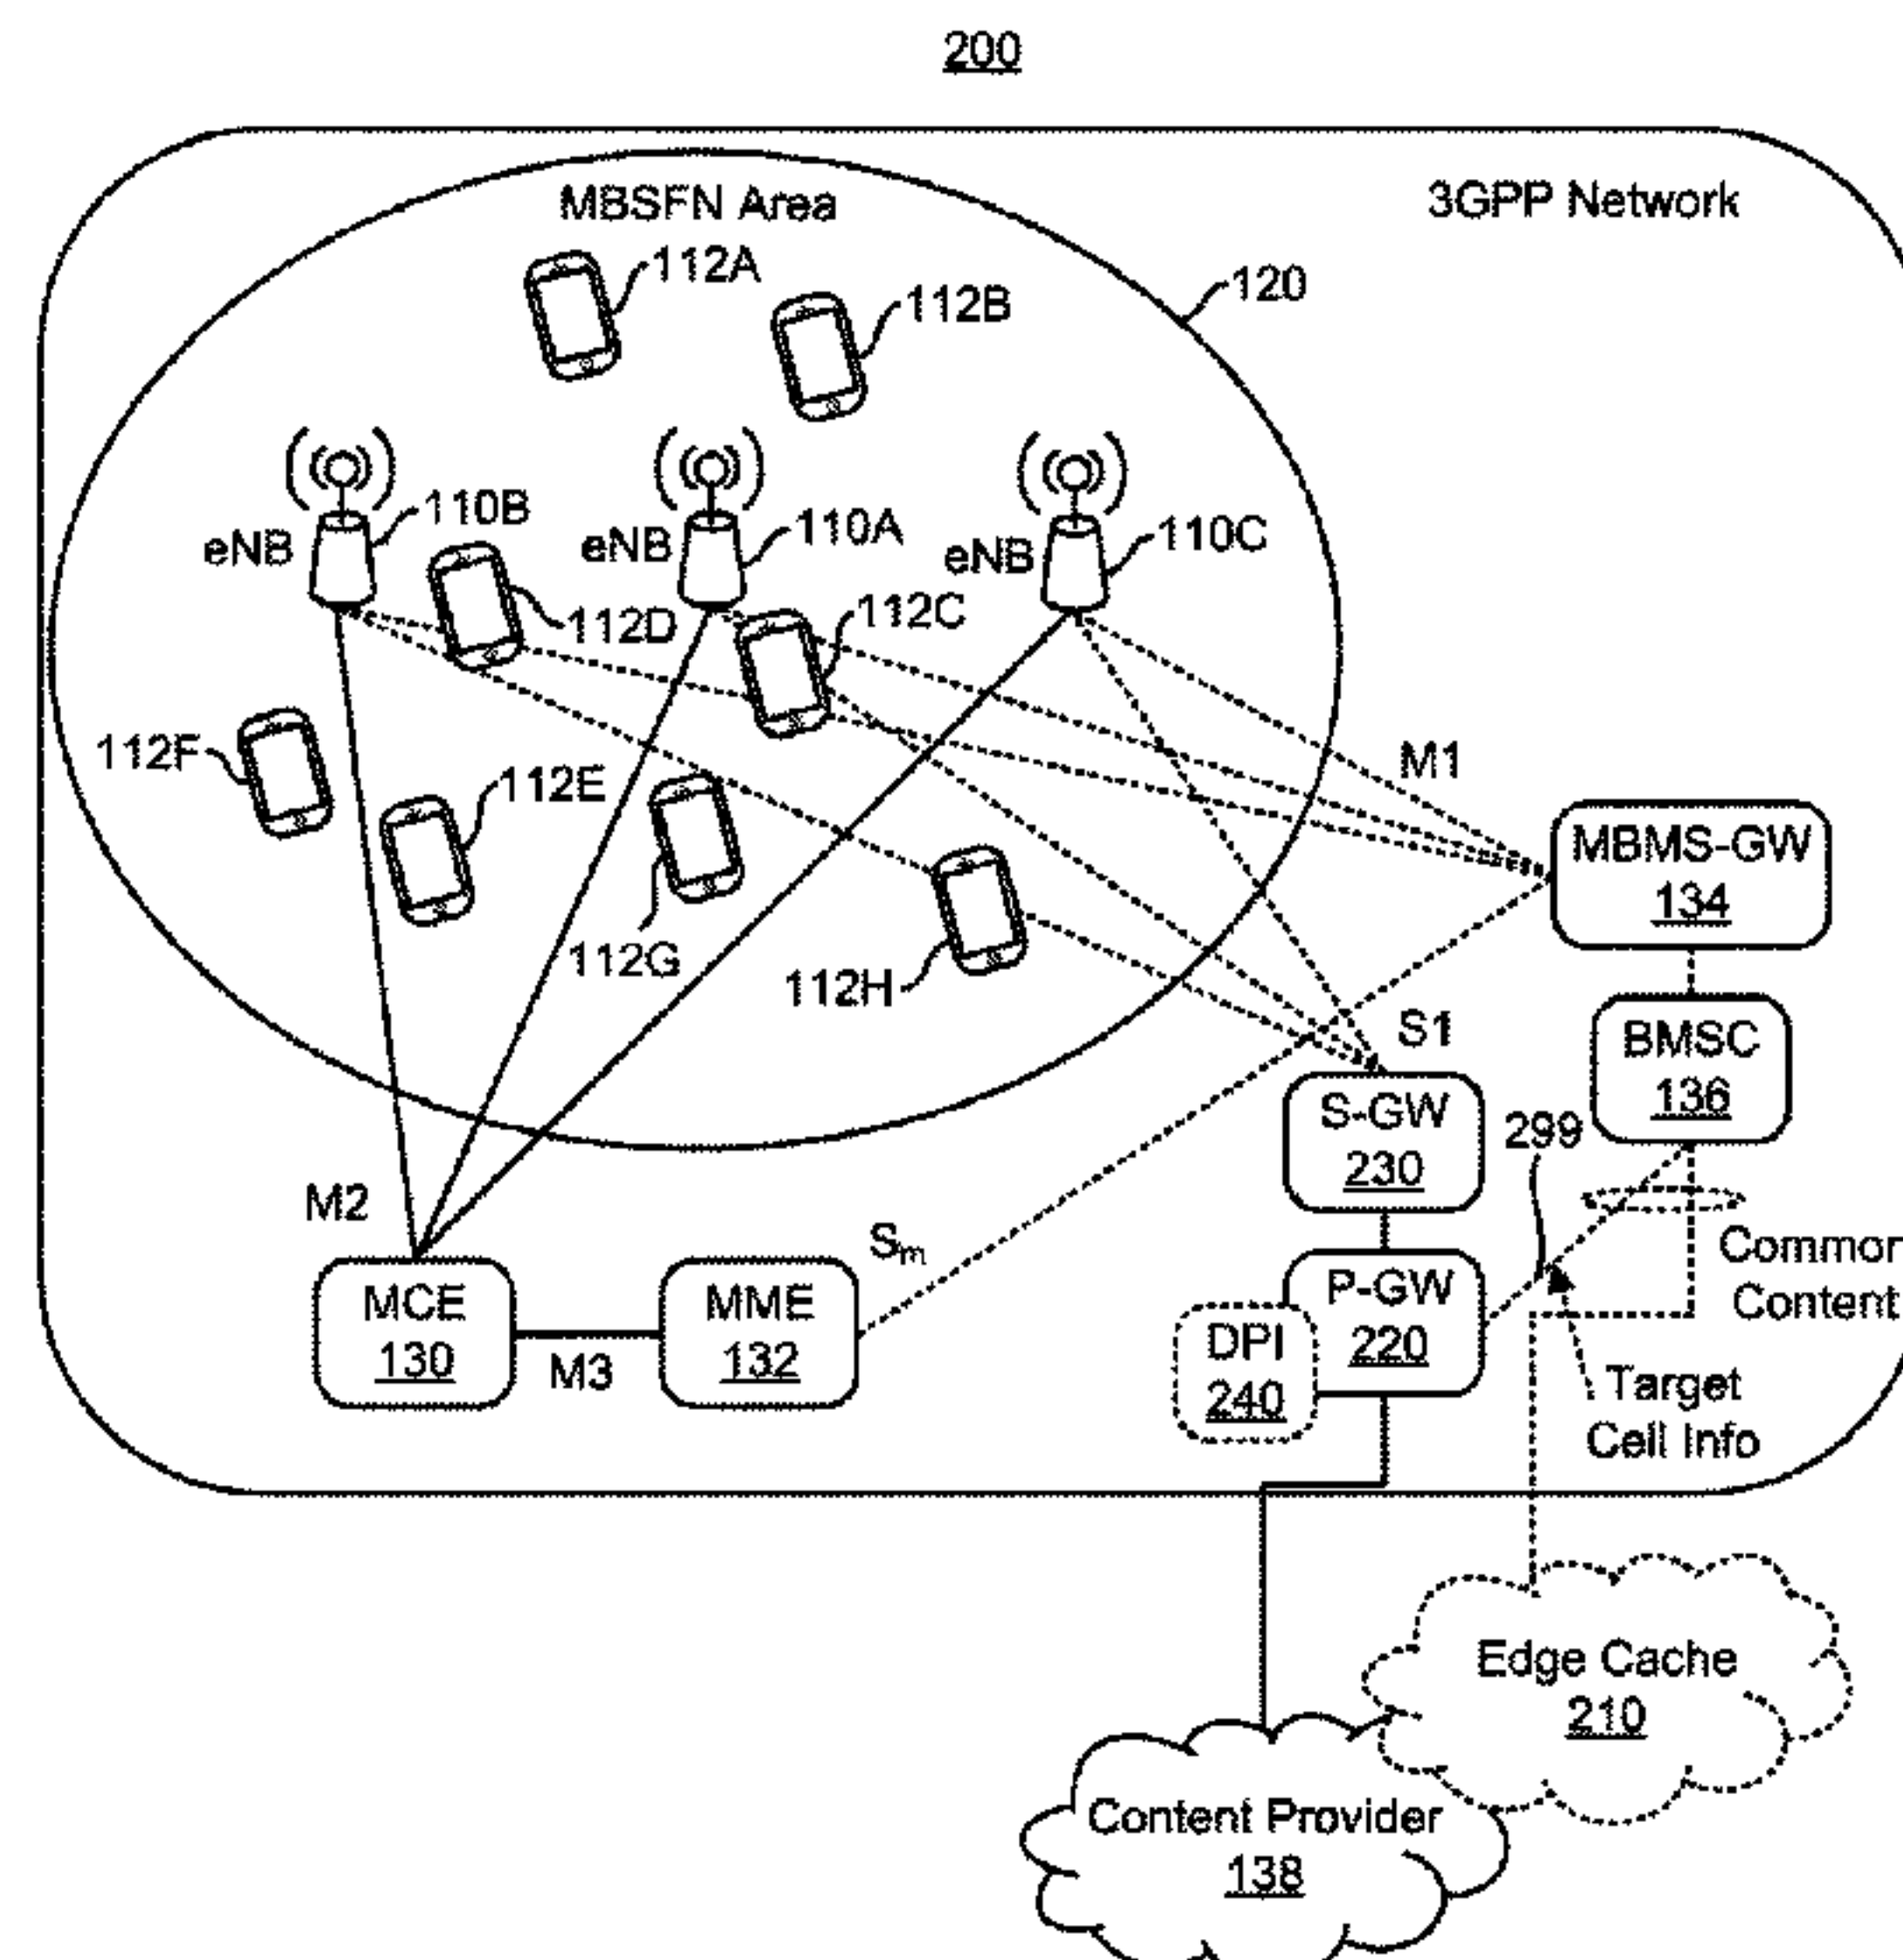 200
MBSFN Area
3GPP Network
112A
120
112B
110B
110A
110C
eNB
eNB
eNB
112D
112C
112F
112E
M1
MBMS-GW
134
112G
112H
S1
BMSC
136
S-GW
230
299
M2
Sm
Common
Content
MCE
130
M3
MME
132
P-GW
220
DPI
240
Target
Cell Info
Edge Cache
210
Content Provider
138